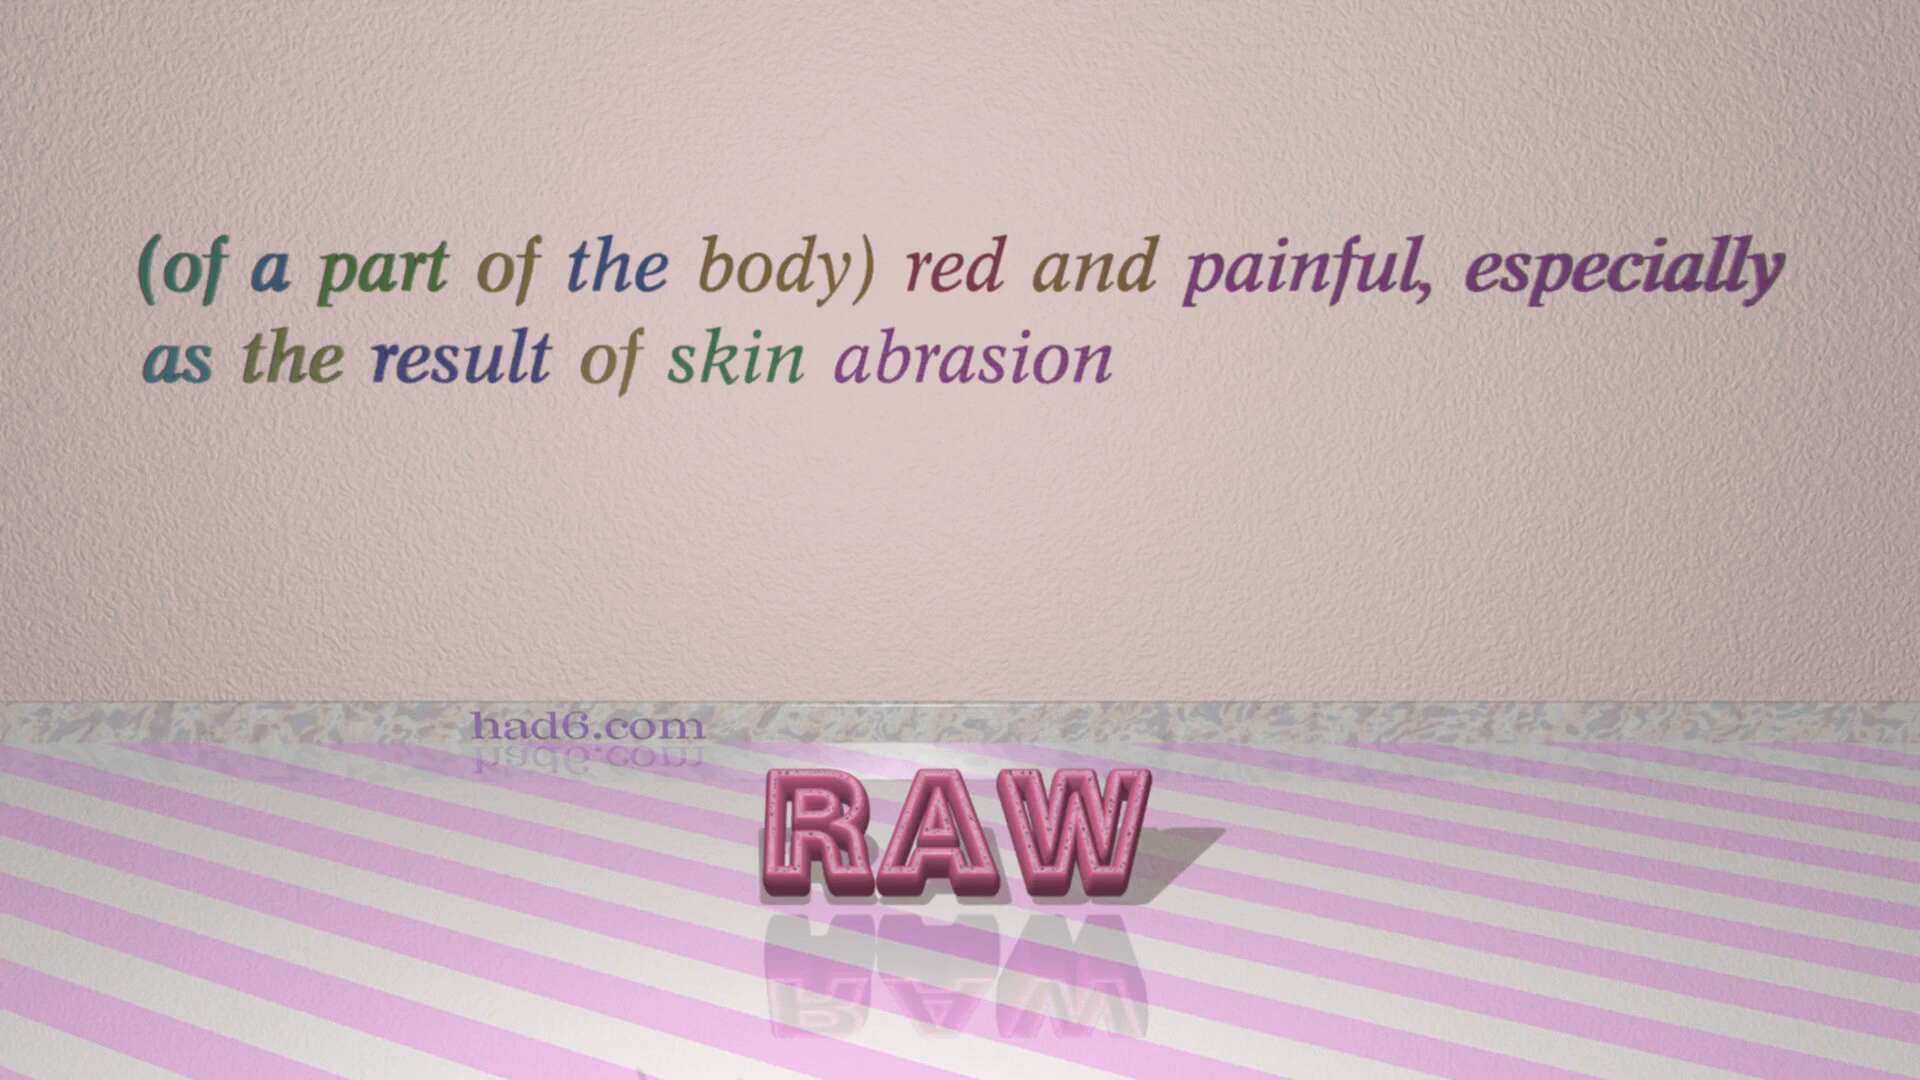 (of a part of the body) red and painful, especially
as the result of skin abrasion
had6.com
RAW